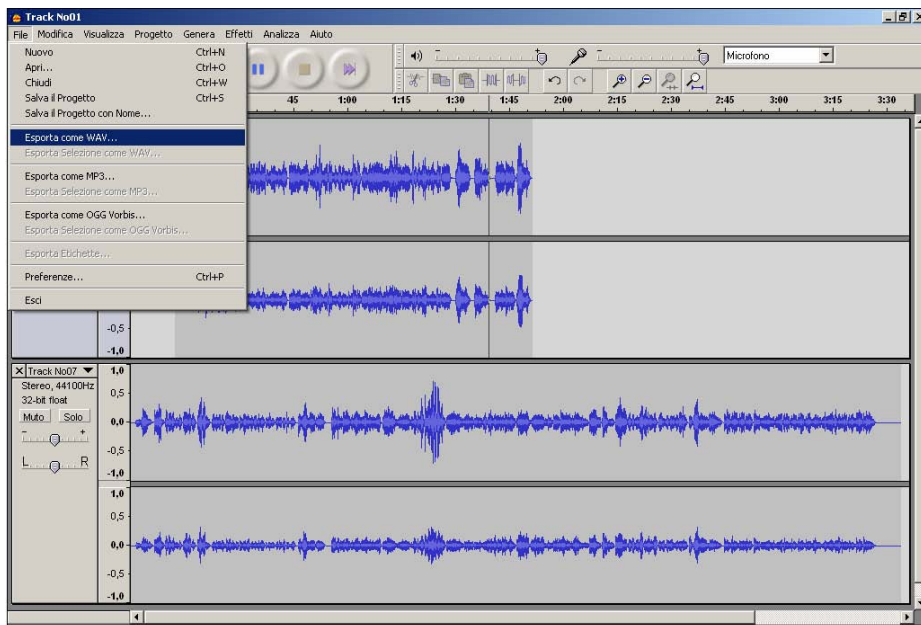 Track No01
File Modifica Visualizza Progetto Genera Effetti Analizza Aiuto
Nuovo Ctrl+N
Apri... Ctrl+O
Chiudi Ctrl+W
Salva il Progetto Ctrl+S
Salva il Progetto con Nome...
Esporta come WAV...
Esporta Selezione come WAV...
Esporta come MP3...
Esporta Selezione come MP3...
Esporta come OGG Vorbis...
Esporta Selezione come OGG Vorbis...
Esporta Etichette...
Preferenze... Ctrl+P
Esci
Microfono
45 1:00 1:15 1:30 1:45 2:00 2:15 2:30 2:45 3:00 3:15 3:30
-0,5
-1,0
Track No07
Stereo, 44100Hz
32-bit float
Muto Solo
- +
L R
1,0
0,5
0,0
-0,5
-1,0
1,0
0,5
0,0
-0,5
-1,0